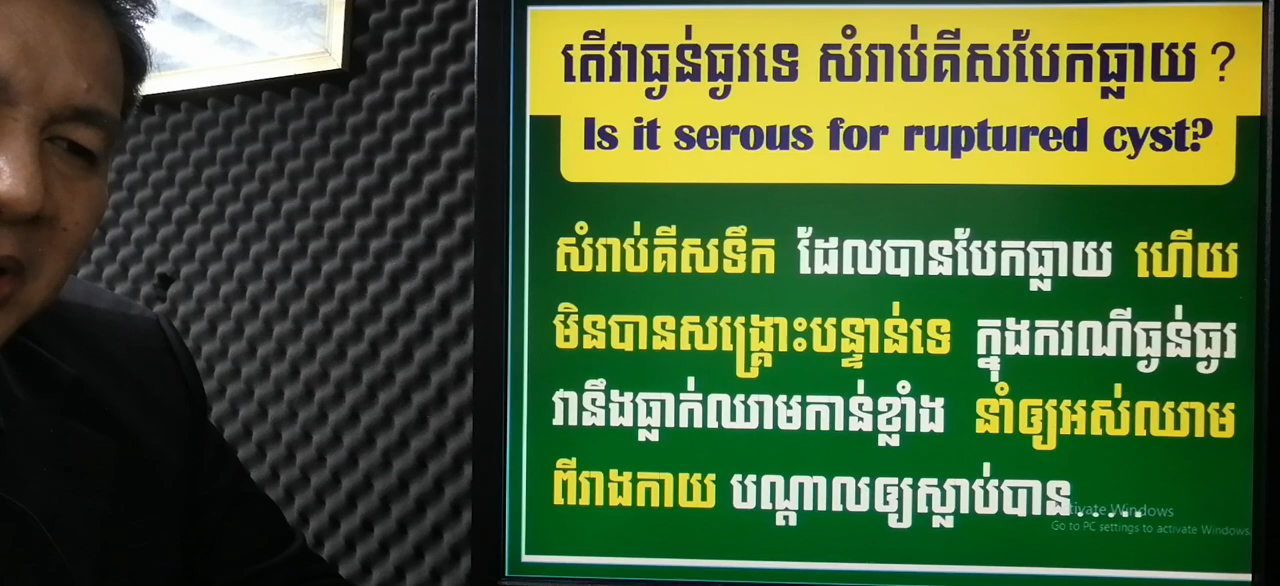 តើវាធ្ងន់ធ្ងរទេ សំរាប់គីសបែកធ្លាយ ?
Is it serous for ruptured cyst?
សំរាប់គីសទឹក ដែលបានបែកធ្លាយ ហើយ
មិនបានសង្គ្រោះបន្ទាន់ទេ ក្នុងករណីធ្ងន់ធ្ងរ
វានឹងធ្លាក់ឈាមកាន់ខ្លាំង នាំឲ្យអស់ឈាម
ពីរាងកាយ បណ្តាលឲ្យស្លាប់បាន.....
Activate Windows
Go to PC settings to activate Windows.